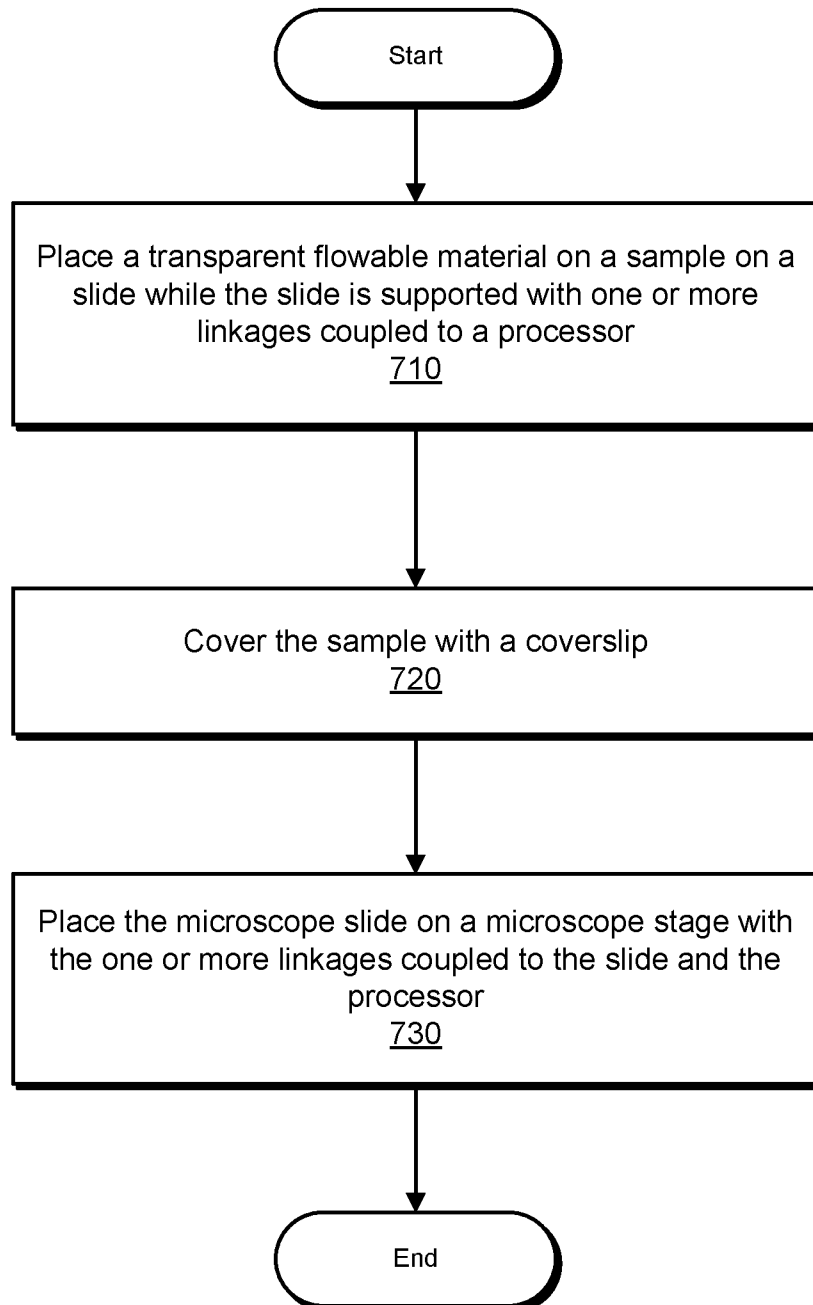 Start
Place a transparent flowable material on a sample on a
slide while the slide is supported with one or more
linkages coupled to a processor
710
Cover the sample with a coverslip
720
Place the microscope slide on a microscope stage with
the one or more linkages coupled to the slide and the
processor
730
End